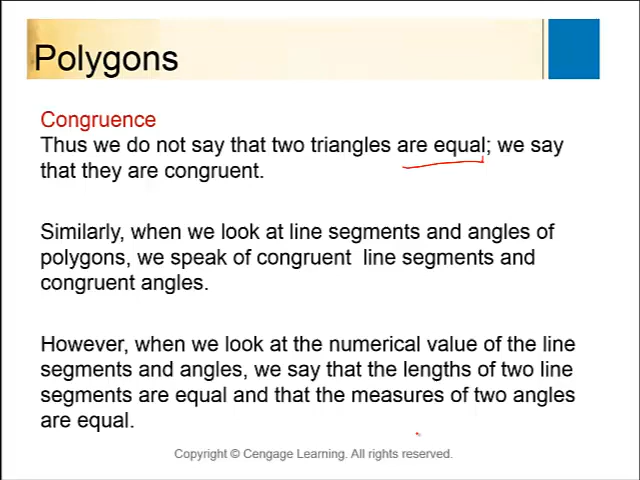 Polygons
Congruence
Thus we do not say that two triangles are equal; we say
that they are congruent.
Similarly, when we look at line segments and angles of
polygons, we speak of congruent line segments and
congruent angles.
However, when we look at the numerical value of the line
segments and angles, we say that the lengths of two line
segments are equal and that the measures of two angles
are equal.
Copyright © Cengage Learning. All rights reserved.